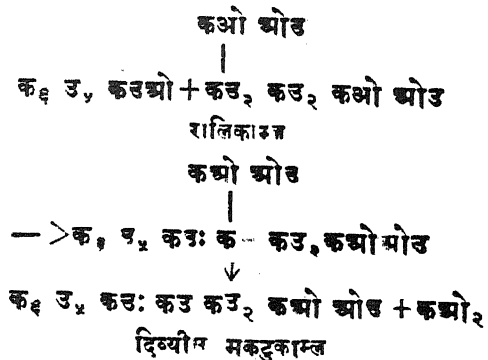 कओ ओउ
क६ उ५ कउओ + कउ२ कउ२ कओ ओउ
रालिकाम्ल
कओ ओउ
—> क६ उ५ कउः क - कउ२ कओ ओउ
क६ उ५ कउः कउ कउ२ कओ ओउ + कओ२
दिव्यील मकटुकाम्ल